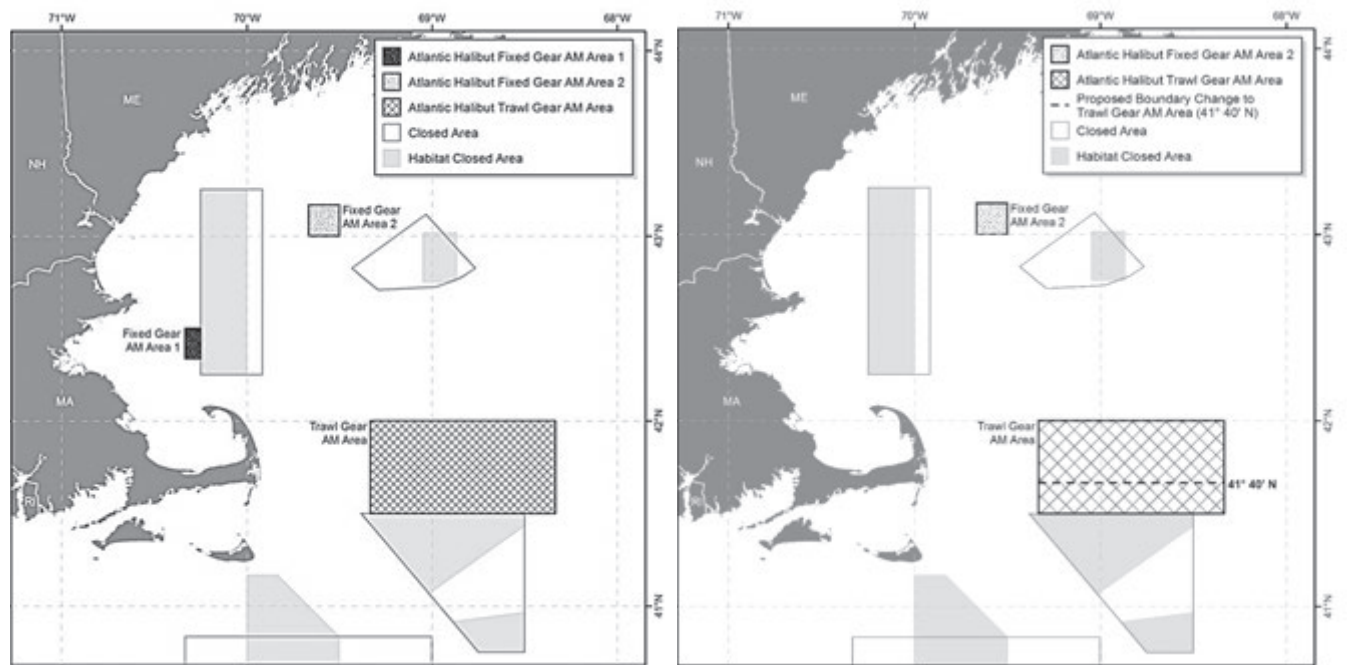 71°W 70°W 69°W 68°W
Atlantic Halibut Fixed Gear AM Area 1
Atlantic Halibut Fixed Gear AM Area 2
Atlantic Halibut Trawl Gear AM Area
Closed Area
Habitat Closed Area
44°N
ME
NH
Fixed Gear
AM Area 2
43°N
Fixed Gear
AM Area 1
MA
42°N
Trawl Gear
AM Area
RI
41°N
71°W 70°W 69°W 68°W
Atlantic Halibut Fixed Gear AM Area 2
Atlantic Halibut Trawl Gear AM Area
Proposed Boundary Change to
Trawl Gear AM Area (41° 40' N)
Closed Area
Habitat Closed Area
44°N
ME
NH
Fixed Gear
AM Area 2
43°N
MA
42°N
Trawl Gear
AM Area
41° 40' N
RI
41°N